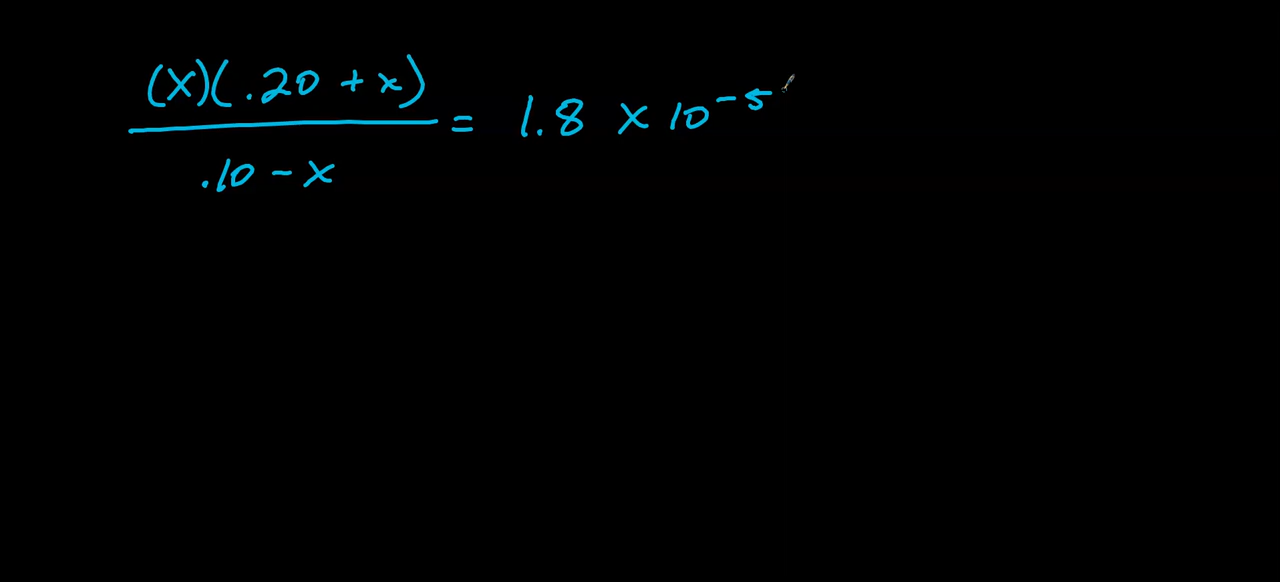 (x)(.20 + x)
= 1.8 x 10^-5
.10 - x